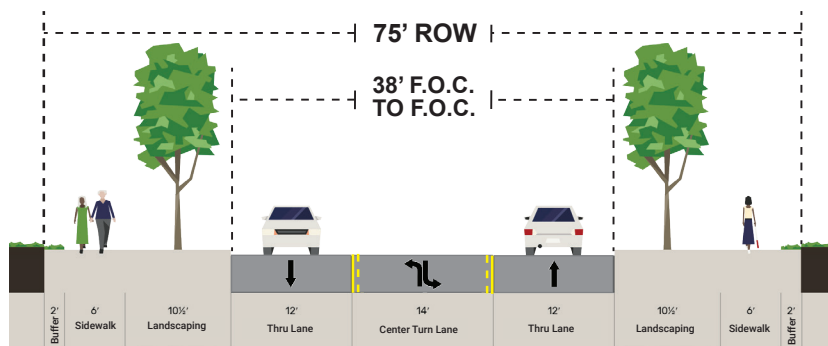 75’ ROW
38’ F.O.C.
TO F.O.C.
2’
Buffer
6’
Sidewalk
10½’
Landscaping
12’
Thru Lane
14’
Center Turn Lane
12’
Thru Lane
10½’
Landscaping
6’
Sidewalk
2’
Buffer